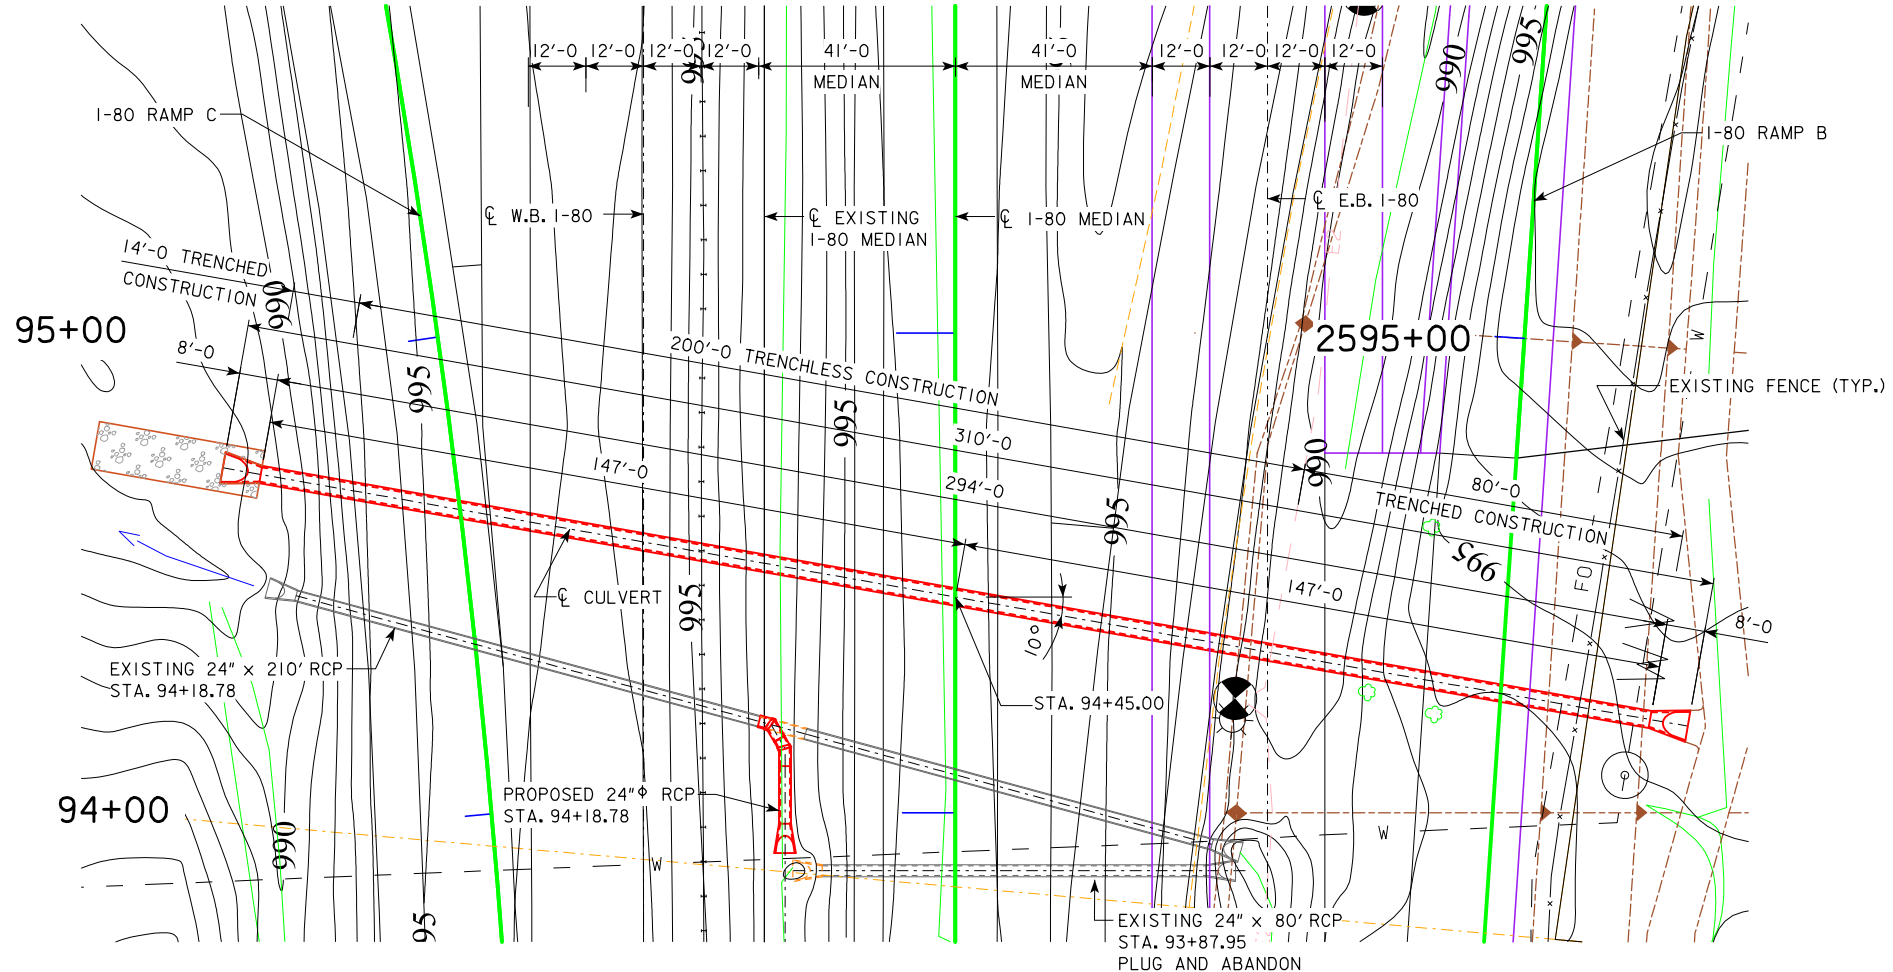 12'-0 12'-0 12'-0 12'-0 41'-0 41'-0 12'-0 12'-0 12'-0 12'-0
MEDIAN MEDIAN
995
990
995
I-80 RAMP C
I-80 RAMP B
℄ W.B. I-80
℄ EXISTING
I-80 MEDIAN
℄ I-80 MEDIAN
℄ E.B. I-80
14'-0 TRENCHED
CONSTRUCTION
990
95+00
8'-0
200'-0 TRENCHLESS CONSTRUCTION
2595+00
W
EXISTING FENCE (TYP.)
995
995
310'-0
147'-0
294'-0
990
80'-0
TRENCHED CONSTRUCTION
995
995
FO
147'-0
8'-0
℄ CULVERT
995
10°
EXISTING 24" x 210' RCP
STA. 94+18.78
STA. 94+45.00
94+00
PROPOSED 24"⌀ RCP
STA. 94+18.78
990
W
W
995
EXISTING 24" x 80' RCP
STA. 93+87.95
PLUG AND ABANDON